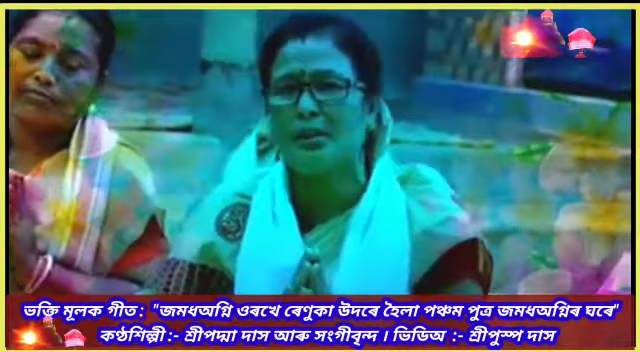 ভক্তি মূলক গীত : "জমধঅগ্নি ওৰখে ৰেণুকা উদৰে হৈলা পঞ্চম পুত্ৰ জমধঅগ্নিৰ ঘৰে"
কণ্ঠশিল্পী :- শ্ৰীপদ্মা দাস আৰু সংগীবৃন্দ । ভিডিঅ :- শ্ৰীপুস্প দাস